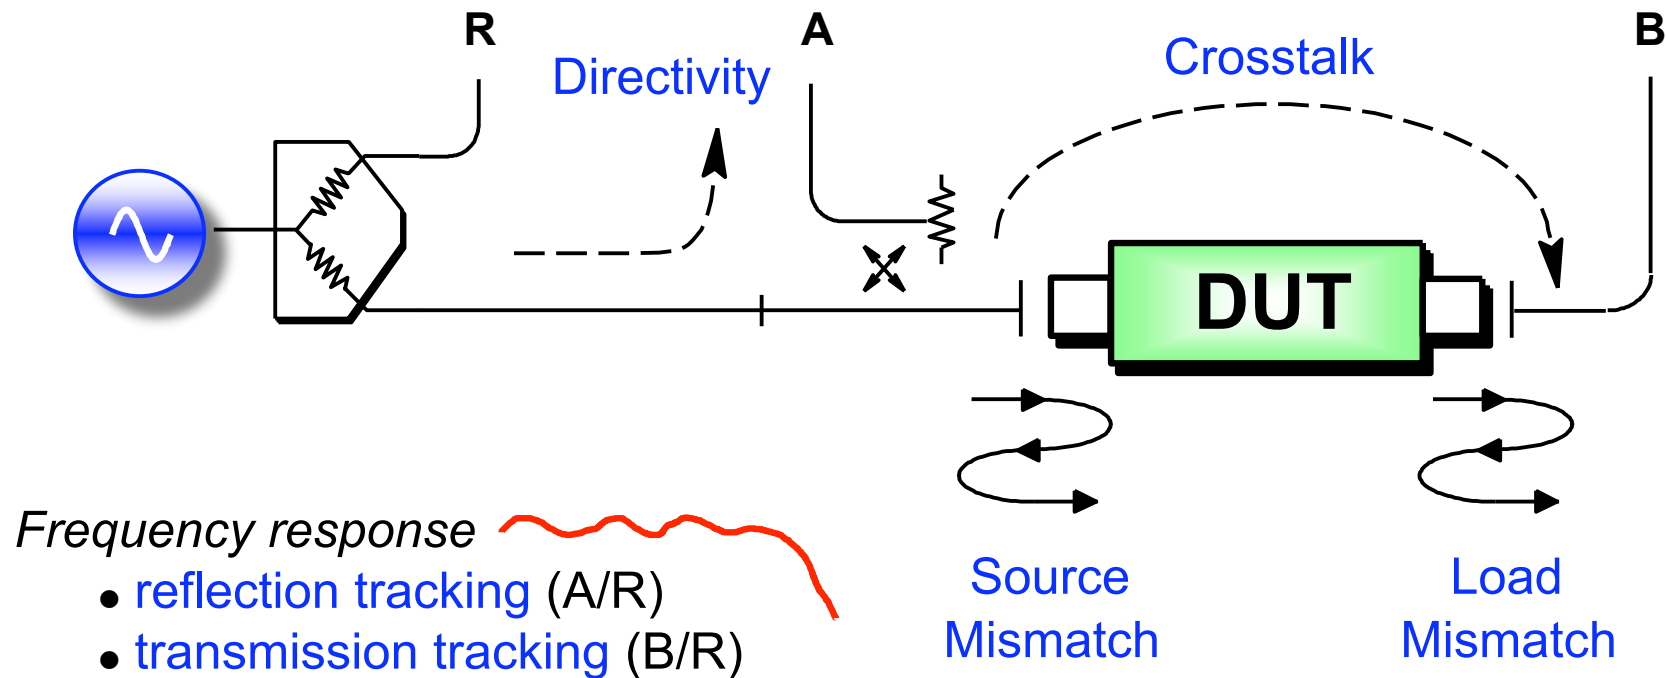 R
A
B
Directivity
Crosstalk
DUT
Frequency response
• reflection tracking (A/R)
• transmission tracking (B/R)
Source
Mismatch
Load
Mismatch